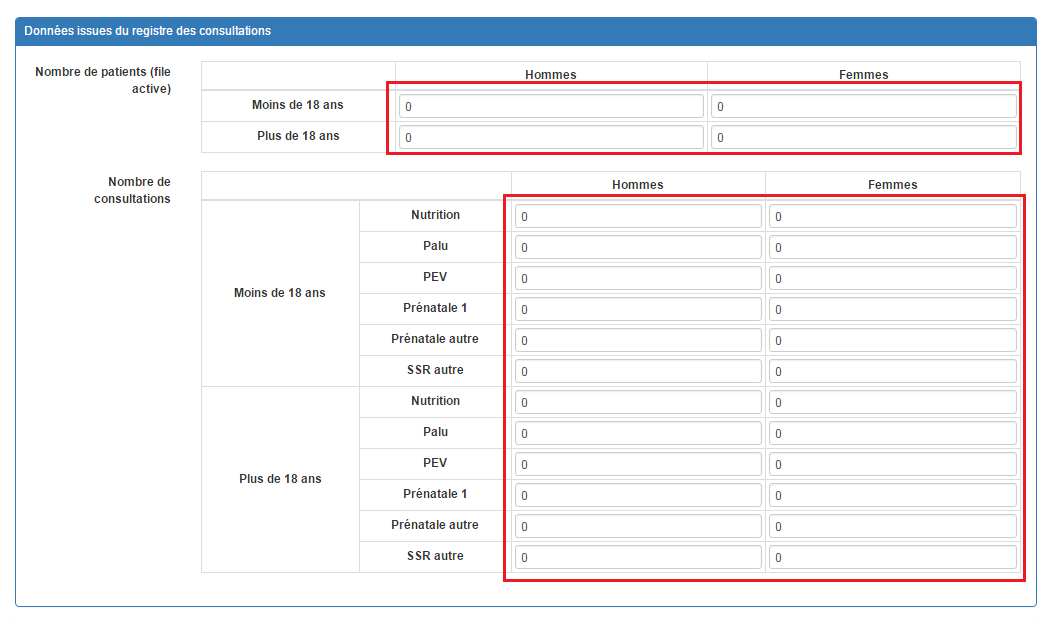 Données issues du registre des consultations
Nombre de patients (file
active)
Hommes Femmes
Moins de 18 ans 0 0
Plus de 18 ans 0 0
Nombre de
consultations
Hommes Femmes
Moins de 18 ans
Nutrition 0 0
Palu 0 0
PEV 0 0
Prénatale 1 0 0
Prénatale autre 0 0
SSR autre 0 0
Plus de 18 ans
Nutrition 0 0
Palu 0 0
PEV 0 0
Prénatale 1 0 0
Prénatale autre 0 0
SSR autre 0 0